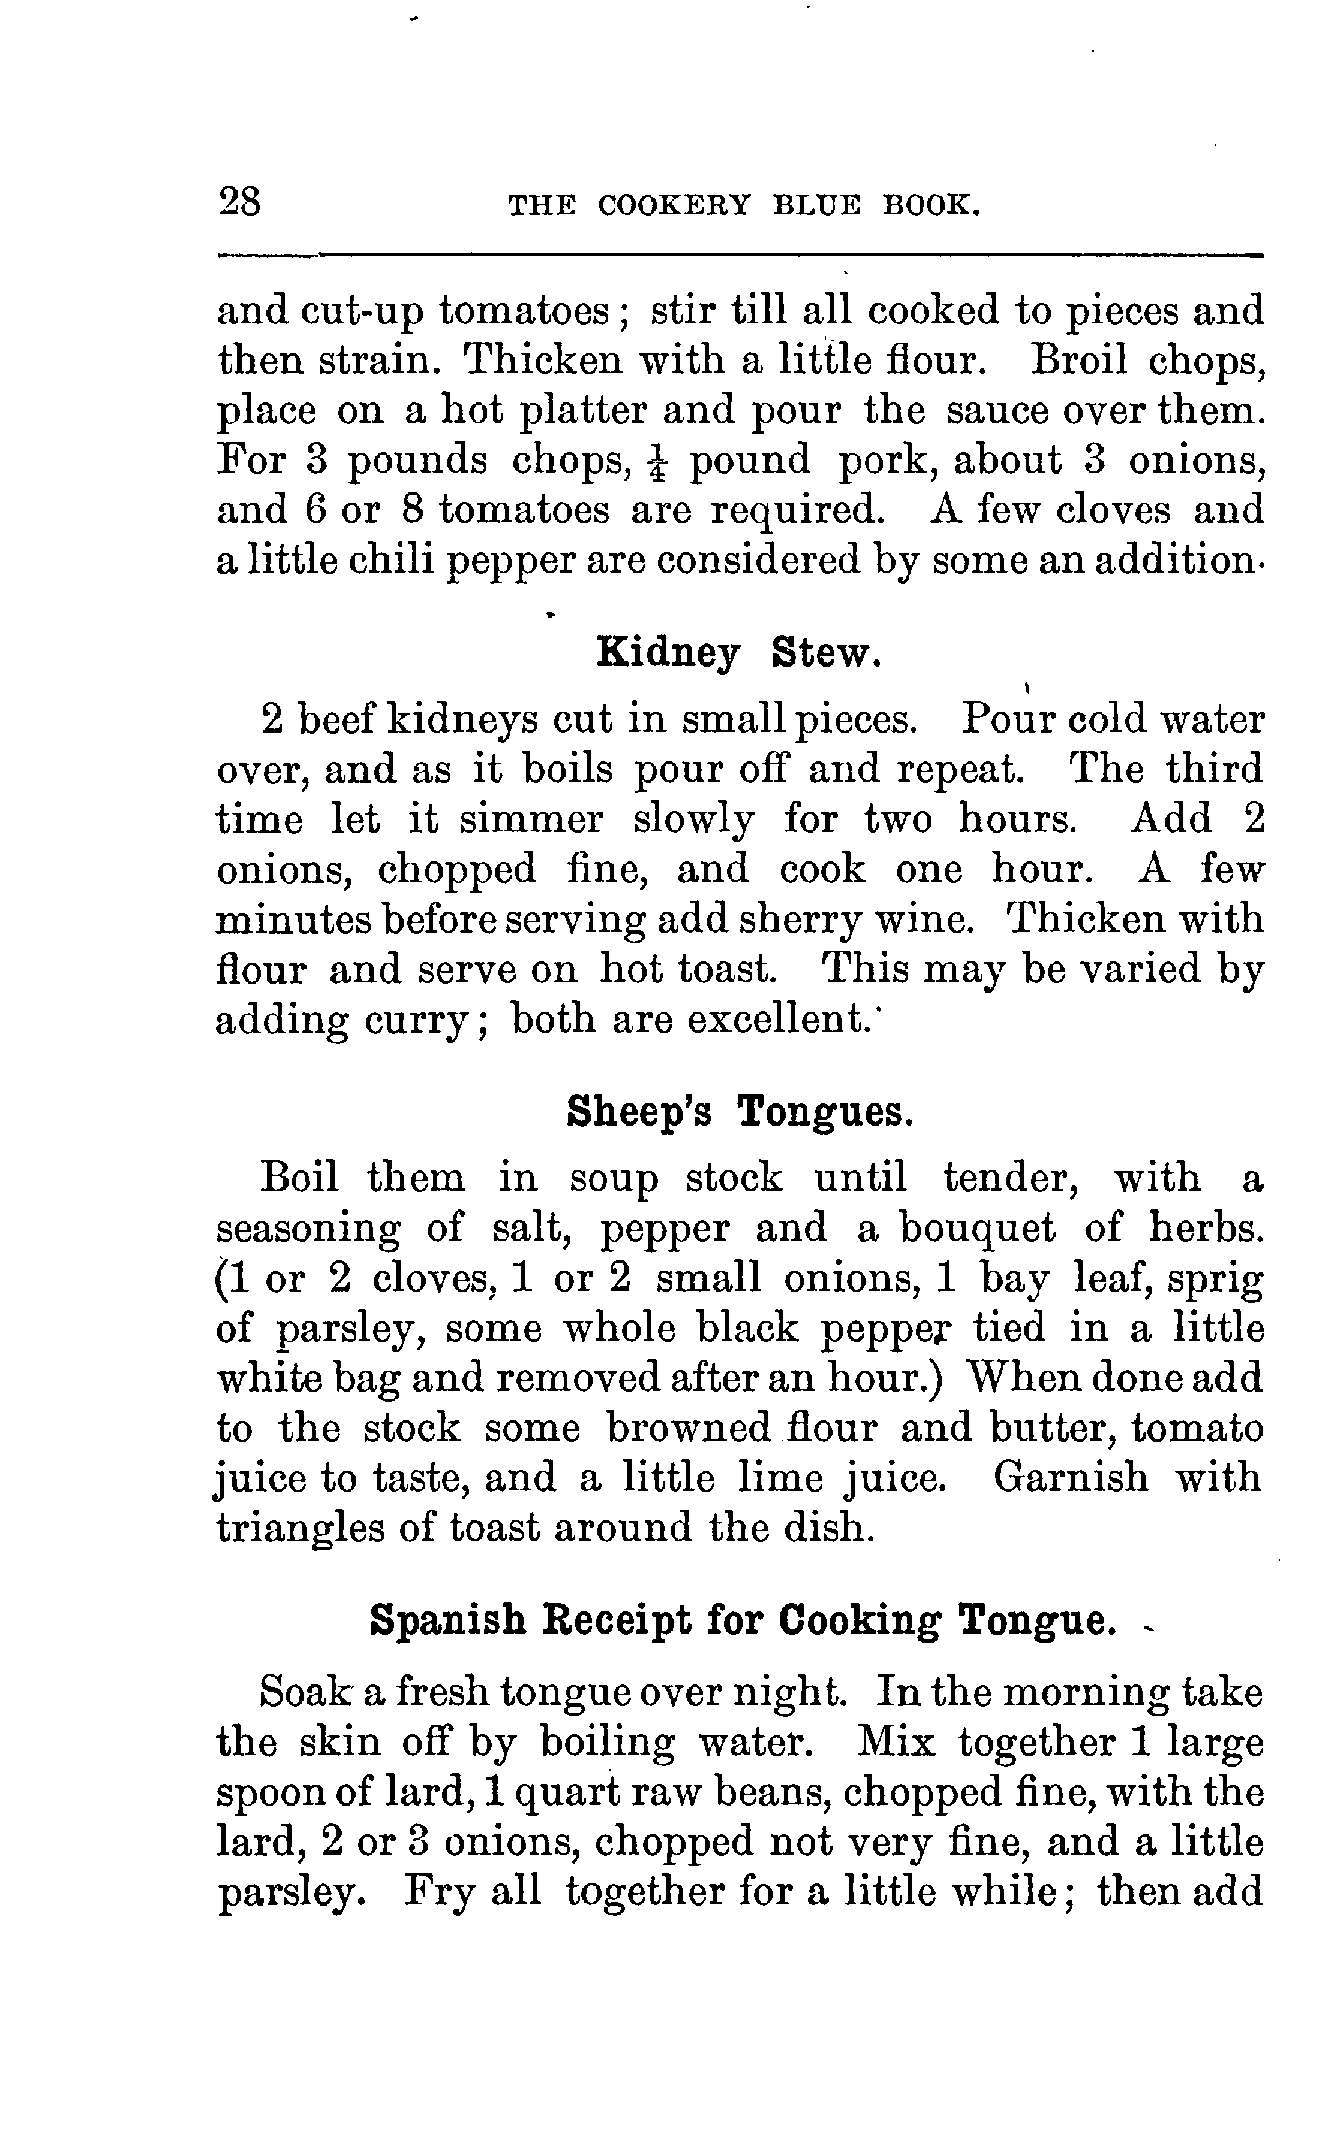 28 THE COOKERY BLUE BOOK.
and cut-up tomatoes; stir till all cooked to pieces and
then strain. Thicken with a little flour. Broil chops,
place on a hot platter and pour the sauce over them.
For 3 pounds chops, ¼ pound pork, about 3 onions,
and 6 or 8 tomatoes are required. A few cloves and
a little chili pepper are considered by some an addition.
Kidney Stew.
2 beef kidneys cut in small pieces. Pour cold water
over, and as it boils pour off and repeat. The third
time let it simmer slowly for two hours. Add 2
onions, chopped fine, and cook one hour. A few
minutes before serving add sherry wine. Thicken with
flour and serve on hot toast. This may be varied by
adding curry; both are excellent.
Sheep's Tongues.
Boil them in soup stock until tender, with a
seasoning of salt, pepper and a bouquet of herbs.
(1 or 2 cloves, 1 or 2 small onions, 1 bay leaf, sprig
of parsley, some whole black pepper tied in a little
white bag and removed after an hour.) When done add
to the stock some browned flour and butter, tomato
juice to taste, and a little lime juice. Garnish with
triangles of toast around the dish.
Spanish Receipt for Cooking Tongue.
Soak a fresh tongue over night. In the morning take
the skin off by boiling water. Mix together 1 large
spoon of lard, 1 quart raw beans, chopped fine, with the
lard, 2 or 3 onions, chopped not very fine, and a little
parsley. Fry all together for a little while; then add